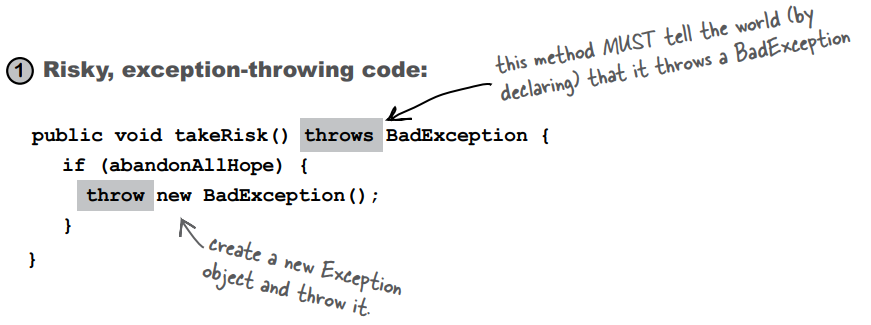 1 Risky, exception-throwing code:
this method MUST tell the world (by
declaring) that it throws a BadException
public void takeRisk() throws BadException {
if (abandonAllHope) {
throw new BadException();
}
}
create a new Exception
object and throw it.